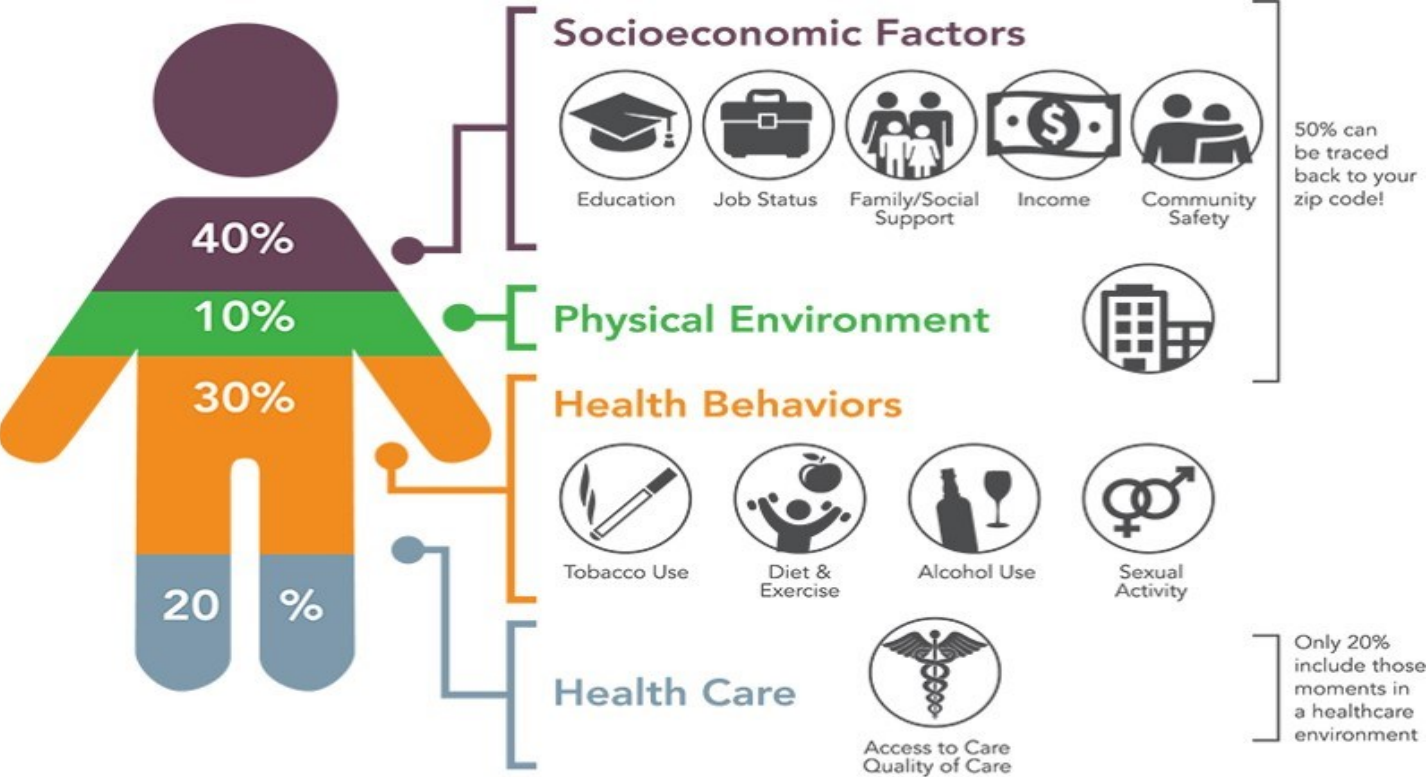 Socioeconomic Factors
Education
Job Status
Family/Social
Support
Income
Community
Safety
50% can
be traced
back to your
zip code!
40%
10%
Physical Environment
30%
Health Behaviors
Tobacco Use
Diet &
Exercise
Alcohol Use
Sexual
Activity
20 %
Health Care
Access to Care
Quality of Care
Only 20%
include those
moments in
a healthcare
environment